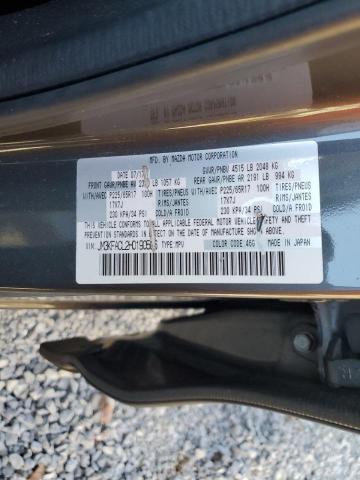 MFD. BY MAZDA MOTOR CORPORATION
DATE 07/17 GVWR/PNBV 4515 LB 2048 KG
FRONT GAWR/PNBE AV LB 1057 KG REAR GAWR/PNBE AR 2191 LB 994 KG
WITH/AVEC P225/65R17 100H TIRES/PNEUS WITH/AVEC P225/65R17 100H TIRES/PNEUS
17X7J RIMS/JANTES 17X7J RIMS/JANTES
230 KPA/34 PSI COLD/A FROID 230 KPA/34 PSI COLD/A FROID
THIS VEHICLE CONFORMS TO ALL APPLICABLE FEDERAL MOTOR VEHICLE SAFETY
AND THEFT PREVENTION STANDARDS IN EFFECT ON THE DATE OF MANUFACTURE SHOWN ABOVE.
VIN: TYPE: MPV COLOR CODE: 46G MADE IN JAPAN